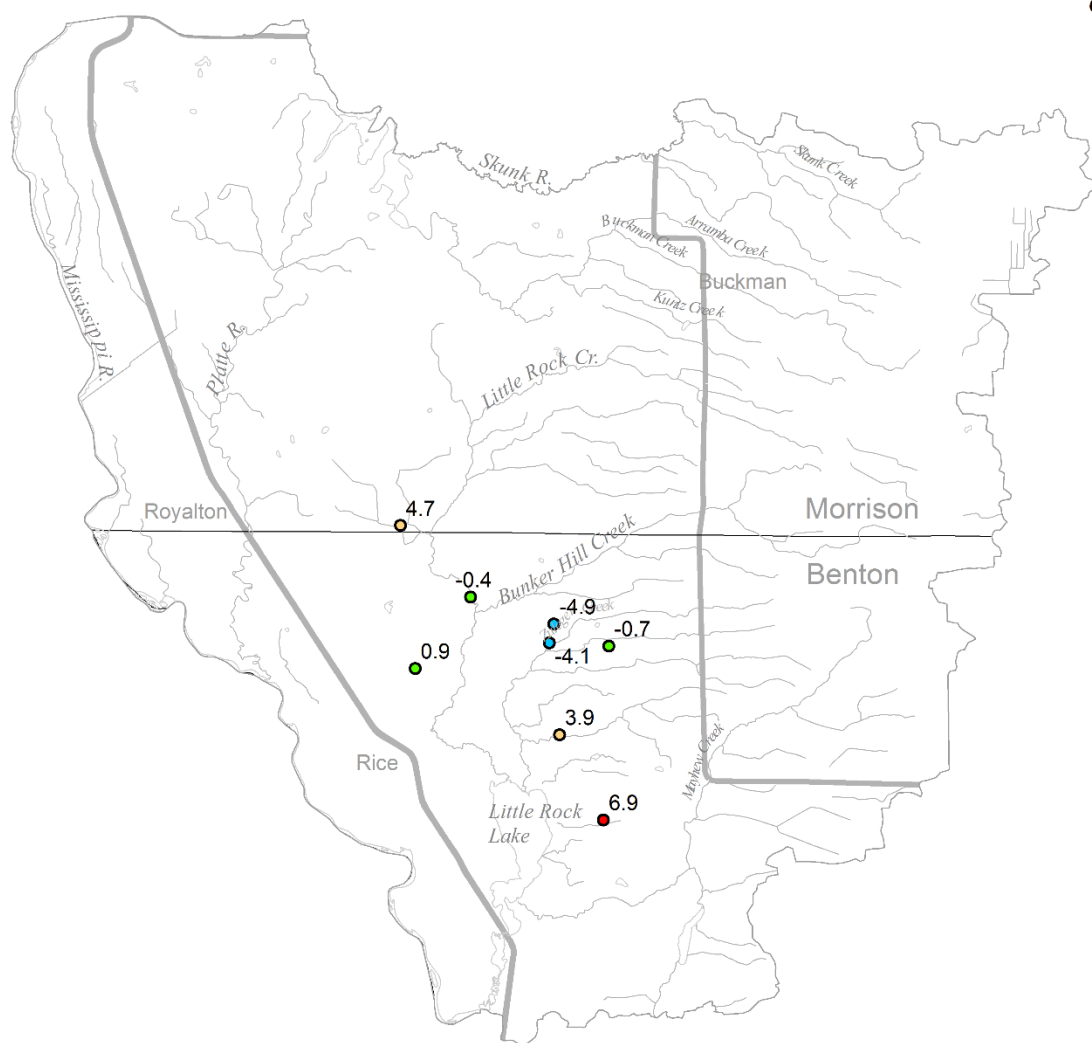 Skunk R.
Skunk Creek
Buckman Creek
Arramba Creek
Buckman
Mississippi R.
Kuntz Creek
Platte R.
Little Rock Cr.
Royalton
4.7
Morrison
Bunker Hill Creek
Benton
-0.4
-4.9
Creek
-0.7
-4.1
0.9
3.9
Rice
Mayhew Creek
Little Rock
Lake
6.9